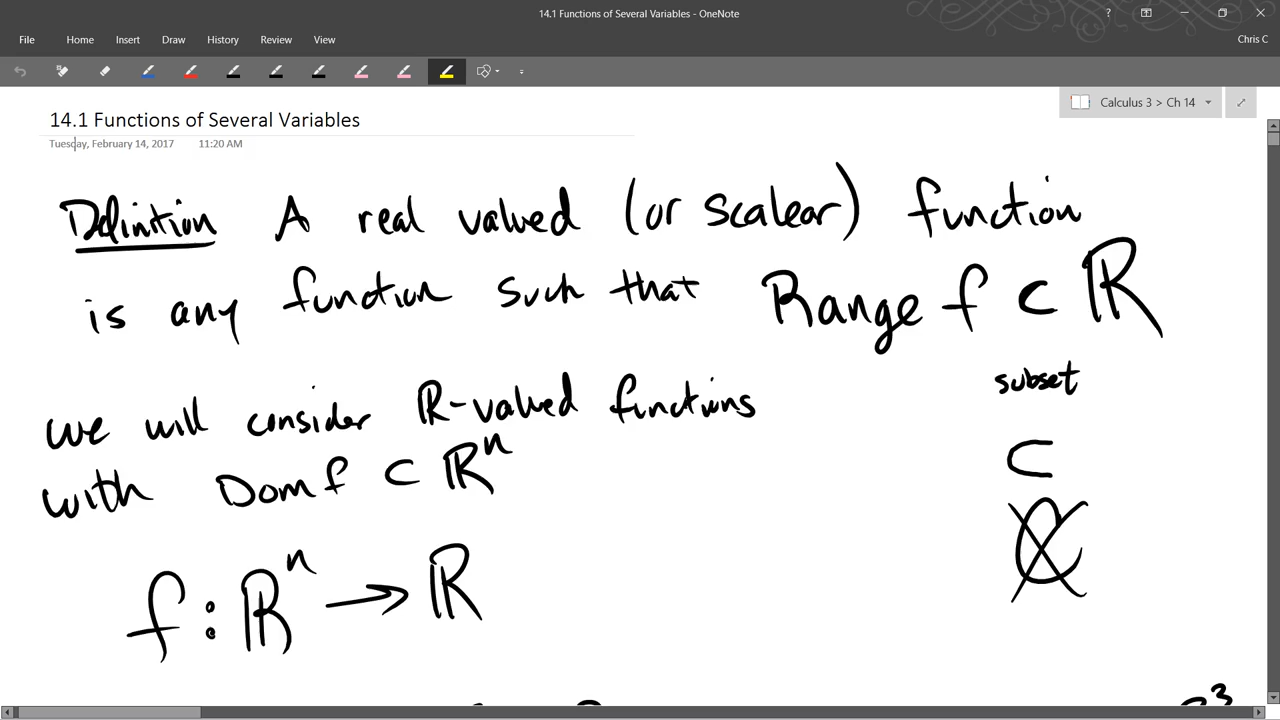 14.1 Functions of Several Variables - OneNote
?
File Home Insert Draw History Review View
Chris C
Calculus 3 > Ch 14
14.1 Functions of Several Variables
Tuesday, February 14, 2017 11:20 AM
Definition A real valued (or scalear) function
is any function such that Range f ⊂ ℝ
subset
we will consider ℝ-valued functions
with Dom f ⊂ ℝⁿ
⊂
f : ℝⁿ → ℝ